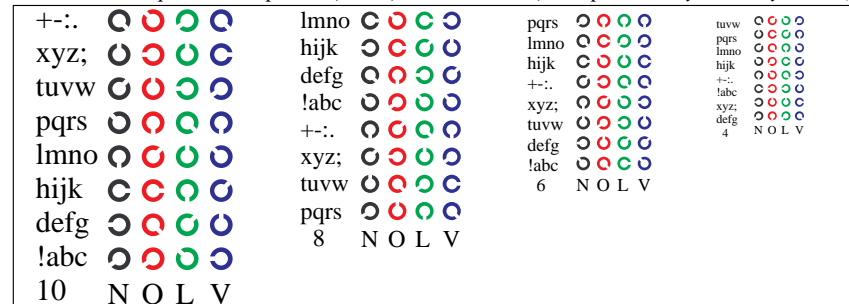 +-:.
xyz;
tuvw
pqrs
lmno
hijk
defg
!abc
10 N O L V
lmno
hijk
defg
!abc
+-:.
xyz;
tuvw
pqrs
8 N O L V
pqrs
lmno
hijk
+-:.
xyz;
tuvw
defg
!abc
6 N O L V
tuvw
pqrs
lmno
hijk
+-:.
!abc
xyz;
defg
4 N O L V